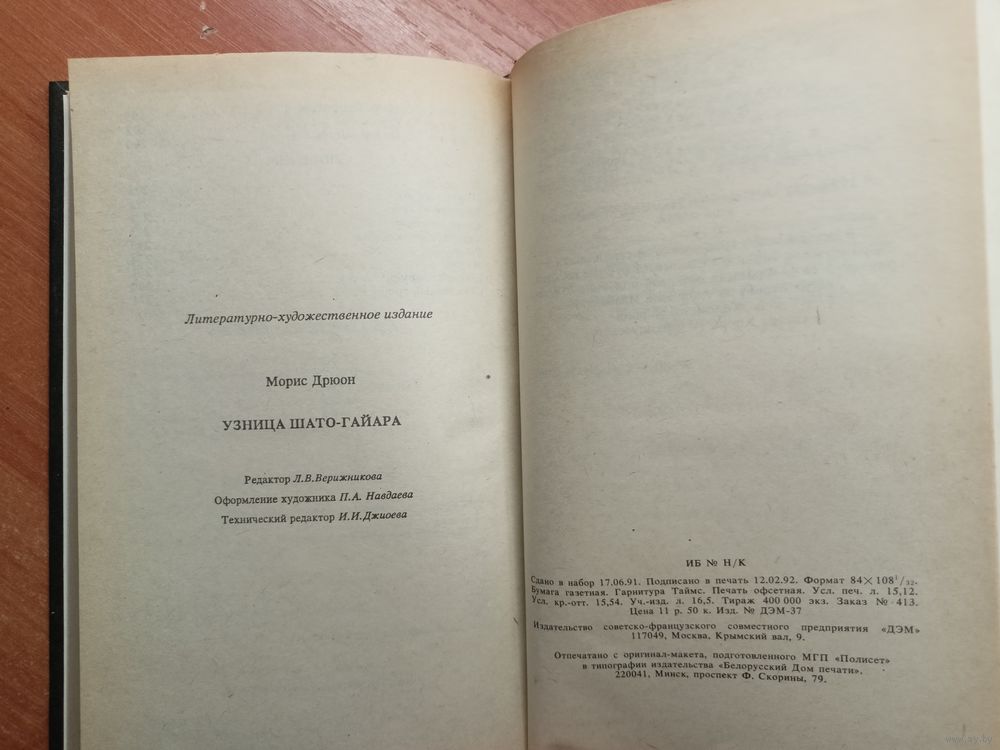 Литературно-художественное издание
Морис Дрюон
УЗНИЦА ШАТО-ГАЙАРА
Редактор Л.В.Верижникова
Оформление художника П.А. Навдаева
Технический редактор И.И.Джиоева
ИБ № Н/К
Сдано в набор 17.06.91. Подписано в печать 12.02.92. Формат 84×108¹/₃₂.
Бумага газетная. Гарнитура Таймс. Печать офсетная. Усл. печ. л. 15,12.
Усл. кр.-отт. 15,54. Уч.-изд. л. 16,5. Тираж 400 000 экз. Заказ № 413.
Цена 11 р. 50 к. Изд. № ДЭМ-37
Издательство советско-французского совместного предприятия «ДЭМ»
117049, Москва, Крымский вал, 9.
Отпечатано с оригинал-макета, подготовленного МГП «Полисет»
в типографии издательства «Белорусский Дом печати».
220041, Минск, проспект Ф. Скорины, 79.